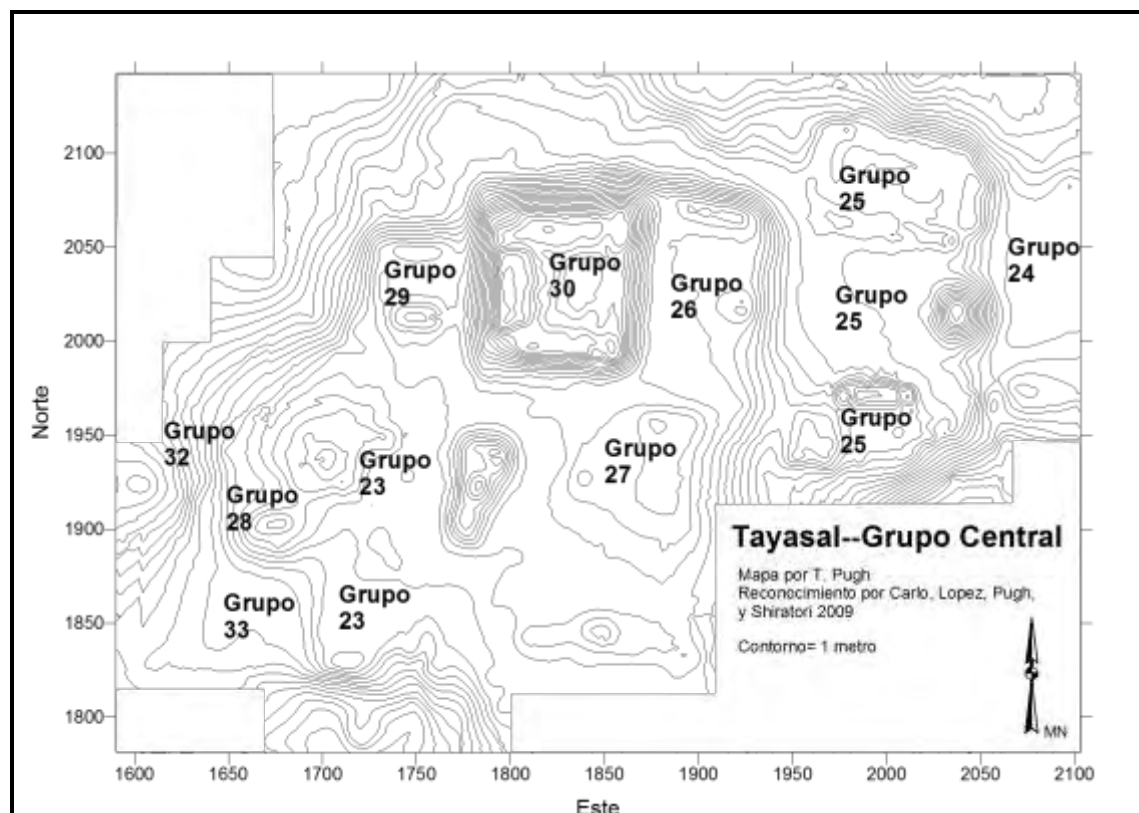 Grupo
25
Grupo
24
Grupo
29
Grupo
30
Grupo
26
Grupo
25
Grupo
32
Grupo
23
Grupo
27
Grupo
25
Grupo
28
Grupo
33
Grupo
23
Tayasal--Grupo Central
Mapa por T. Pugh
Reconocimiento por Carlo, Lopez, Pugh,
y Shiratori 2009
Contorno= 1 metro
MN
Norte
2100
2050
2000
1950
1900
1850
1800
1600 1650 1700 1750 1800 1850 1900 1950 2000 2050 2100
Este